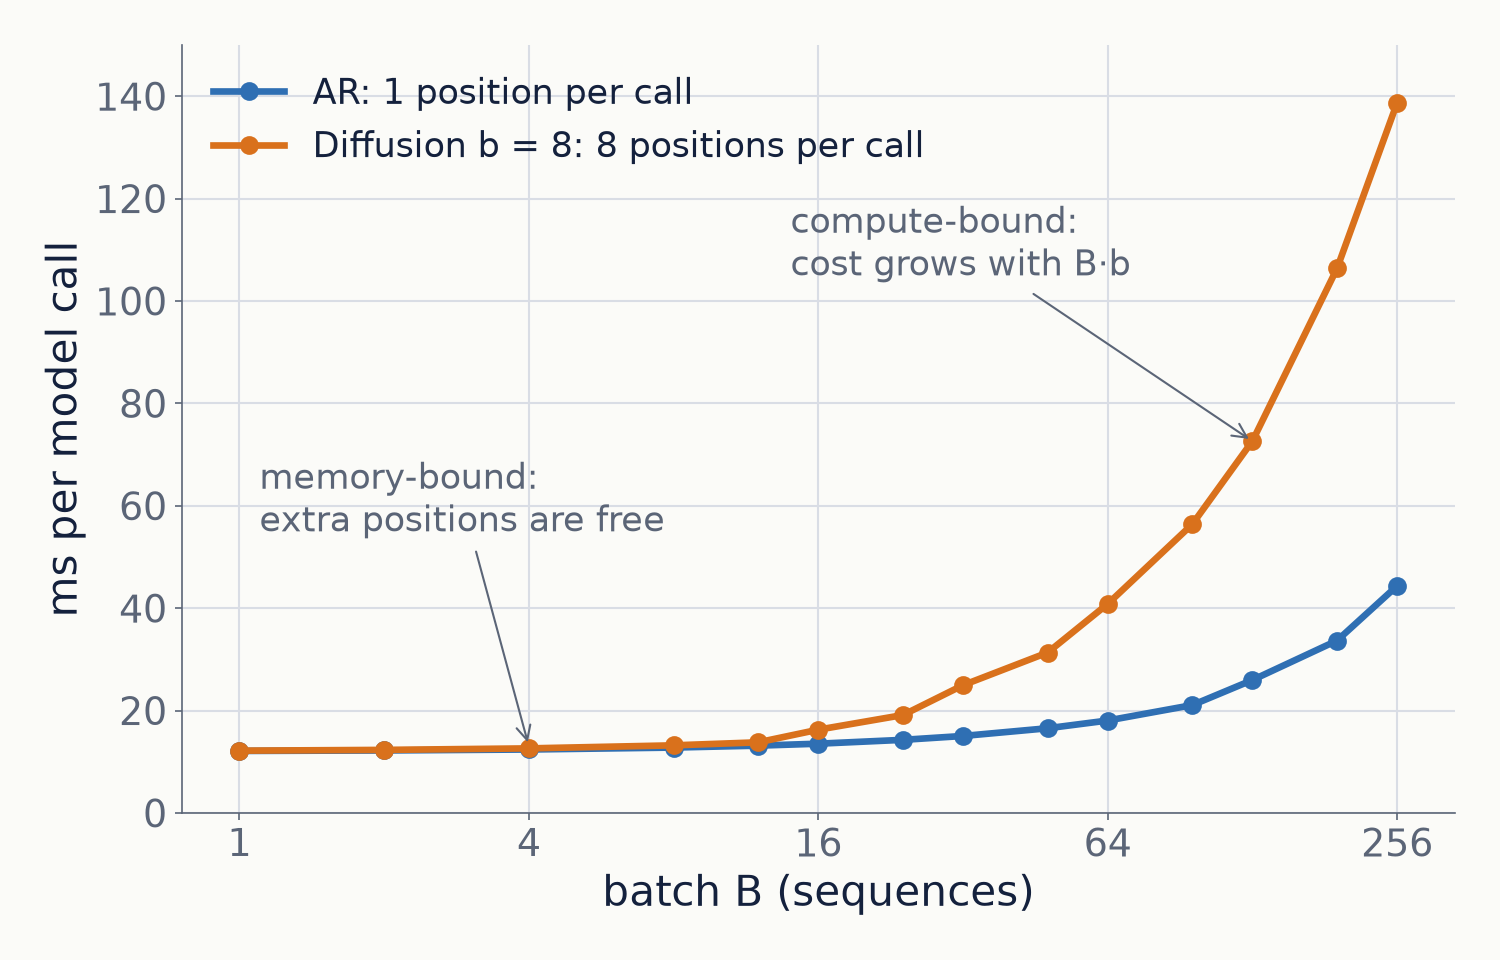 AR: 1 position per call
Diffusion b = 8: 8 positions per call
compute-bound:
cost grows with B·b
memory-bound:
extra positions are free
ms per model call
140
120
100
80
60
40
20
0
1
4
16
64
256
batch B (sequences)